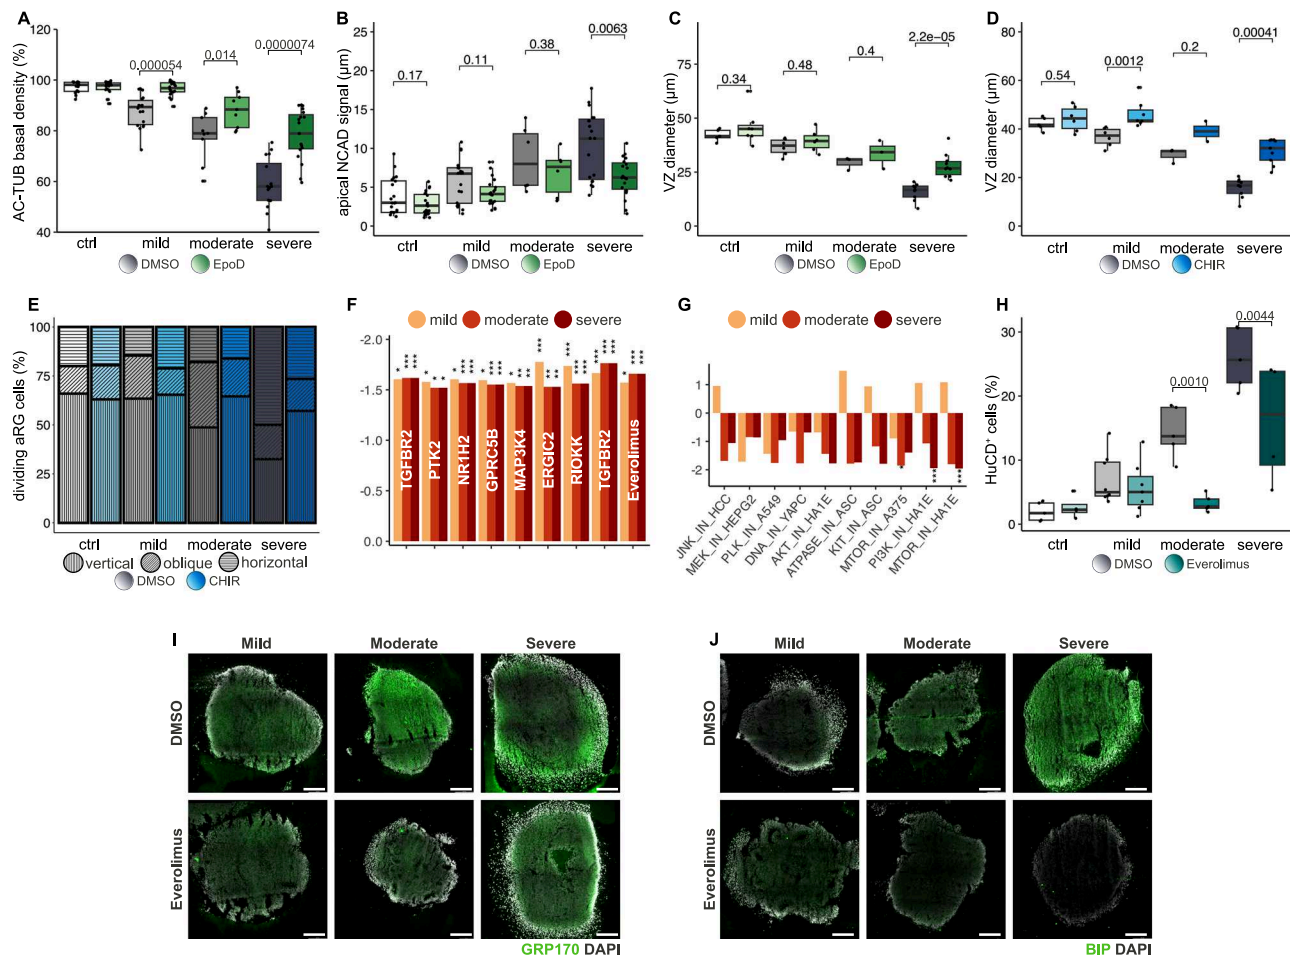 A
AC-TUB basal density (%)
120
100
80
60
40
0.000054
0.014
0.0000074
ctrl
mild
moderate
severe
DMSO
EpoD
B
apical NCAD signal (µm)
25
20
15
10
5
0
0.17
0.11
0.38
0.0063
ctrl
mild
moderate
severe
DMSO
EpoD
C
VZ diameter (µm)
75
50
25
0
0.34
0.48
0.4
2.2e-05
ctrl
mild
moderate
severe
DMSO
EpoD
D
VZ diameter (µm)
80
60
40
20
0
0.54
0.0012
0.2
0.00041
ctrl
mild
moderate
severe
DMSO
CHIR
E
dividing aRG cells (%)
100
75
50
25
0
ctrl
mild
moderate
severe
vertical
oblique
horizontal
DMSO
CHIR
F
mild
moderate
severe
-2.0
-1.5
-1.0
-0.5
0.0
TGFBR2
PTK2
NR1H2
GPRC5B
MAP3K4
ERGIC2
RIOKK
TGFBR2
Everolimus
G
mild
moderate
severe
1
0
-1
-2
JNK_IN_HCC
MEK_IN_HEPG2
PLK_IN_A549
DNA_IN_YAPC
AKT_IN_HA1E
ATPASE_IN_ASC
KIT_IN_ASC
MTOR_IN_A375
PI3K_IN_HA1E
MTOR_IN_HA1E
H
HuCD⁺ cells (%)
30
20
10
0
0.0010
0.0044
ctrl
mild
moderate
severe
DMSO
Everolimus
I
Mild
Moderate
Severe
DMSO
Everolimus
GRP170 DAPI
J
Mild
Moderate
Severe
DMSO
Everolimus
BIP DAPI